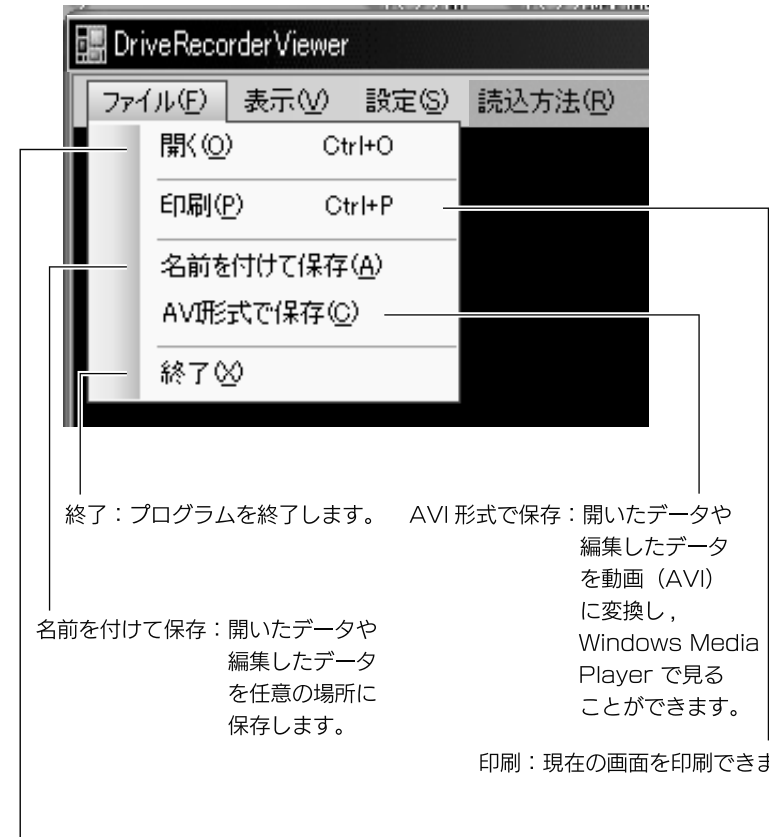 DriveRecorderViewer
ファイル(F) 表示(V) 設定(S) 読込方法(R)
開く(O) Ctrl+O
印刷(P) Ctrl+P
名前を付けて保存(A)
AVI形式で保存(C)
終了(X)
終了：プログラムを終了します。
AVI 形式で保存：開いたデータや
編集したデータ
を動画（AVI）
に変換し ,
Windows Media
Player で見る
ことができます。
名前を付けて保存：開いたデータや
編集したデータ
を任意の場所に
保存します。
印刷：現在の画面を印刷できま